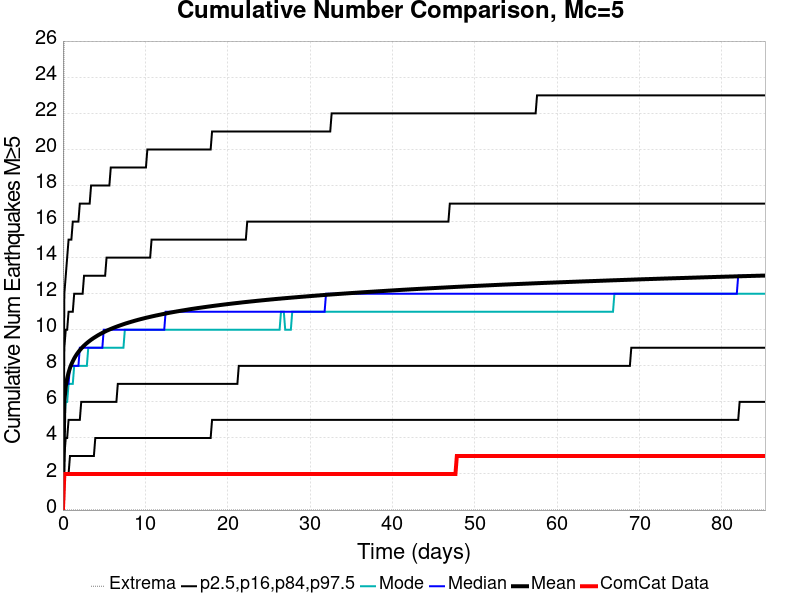 Cumulative Number Comparison, Mc=5
Cumulative Num Earthquakes M≥5
26
24
22
20
18
16
14
12
10
8
6
4
2
0
0 10 20 30 40 50 60 70 80
Time (days)
Extrema p2.5,p16,p84,p97.5 Mode Median Mean ComCat Data